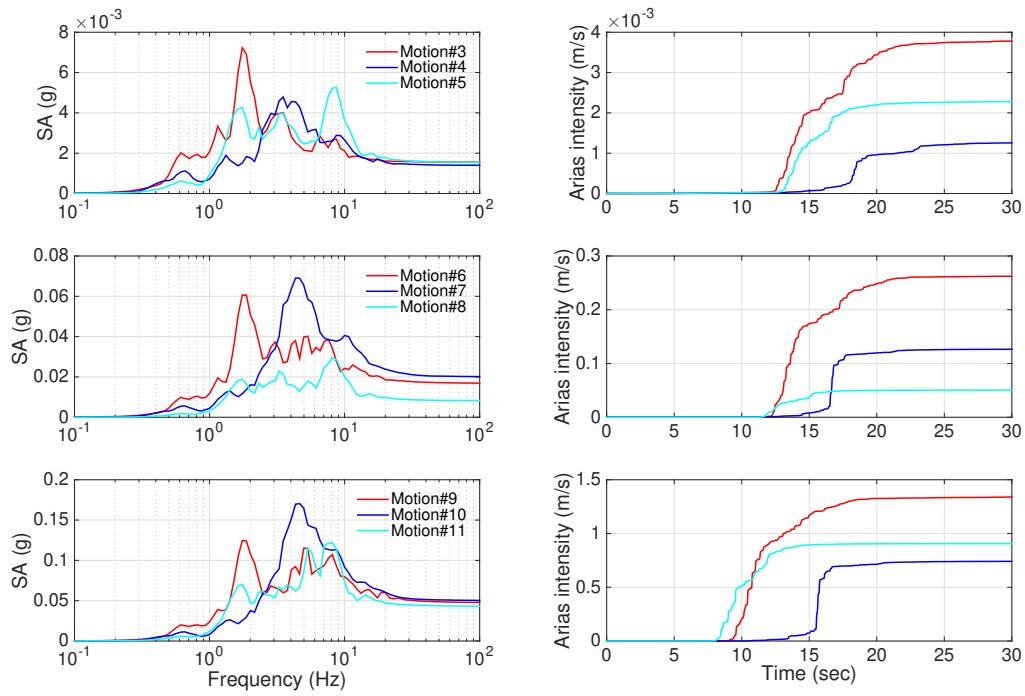 ×10⁻³
8
6
4
2
0
SA (g)
Motion#3
Motion#4
Motion#5
10⁻¹ 10⁰ 10¹ 10²
×10⁻³
4
3
2
1
0
Arias intensity (m/s)
0 5 10 15 20 25 30
0.08
0.06
0.04
0.02
0
SA (g)
Motion#6
Motion#7
Motion#8
10⁻¹ 10⁰ 10¹ 10²
0.3
0.2
0.1
0
Arias intensity (m/s)
0 5 10 15 20 25 30
0.2
0.15
0.1
0.05
0
SA (g)
Motion#9
Motion#10
Motion#11
10⁻¹ 10⁰ 10¹ 10²
Frequency (Hz)
1.5
1
0.5
0
Arias intensity (m/s)
0 5 10 15 20 25 30
Time (sec)